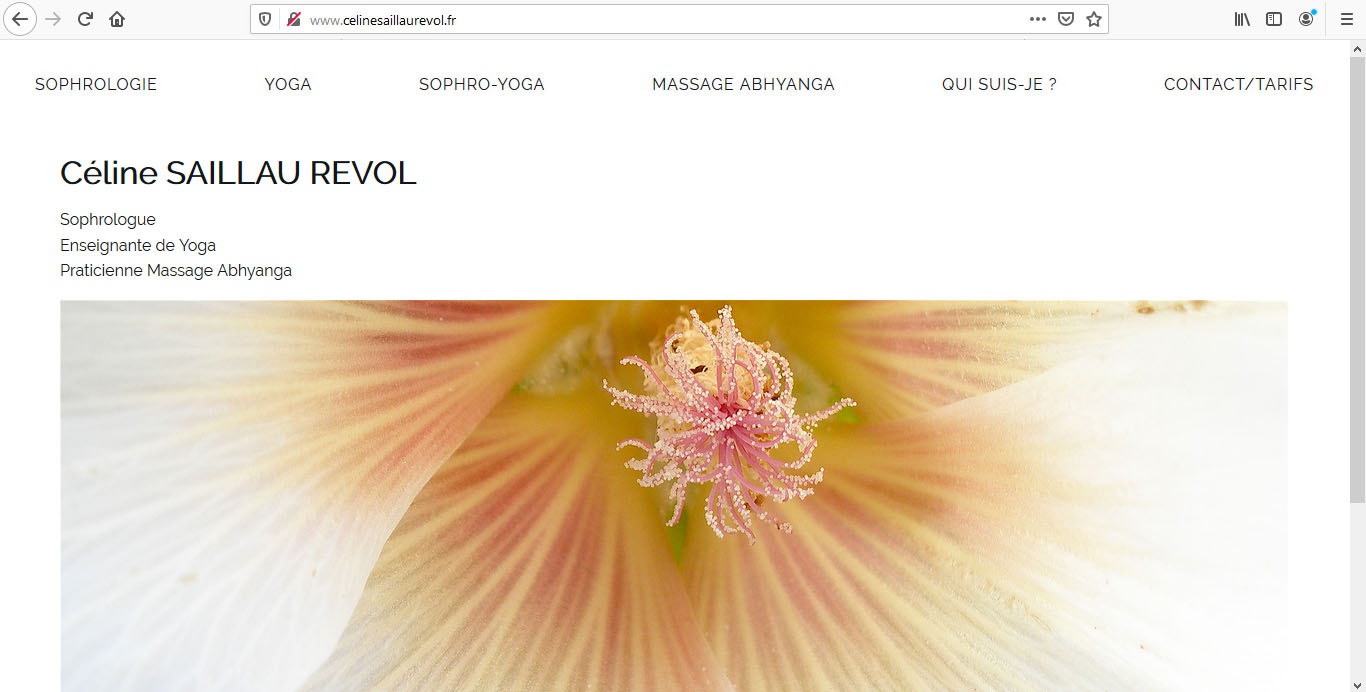 www.celinesaillaurevol.fr
SOPHROLOGIE YOGA SOPHRO-YOGA MASSAGE ABHYANGA QUI SUIS-JE ? CONTACT/TARIFS
Céline SAILLAU REVOL
Sophrologue
Enseignante de Yoga
Praticienne Massage Abhyanga